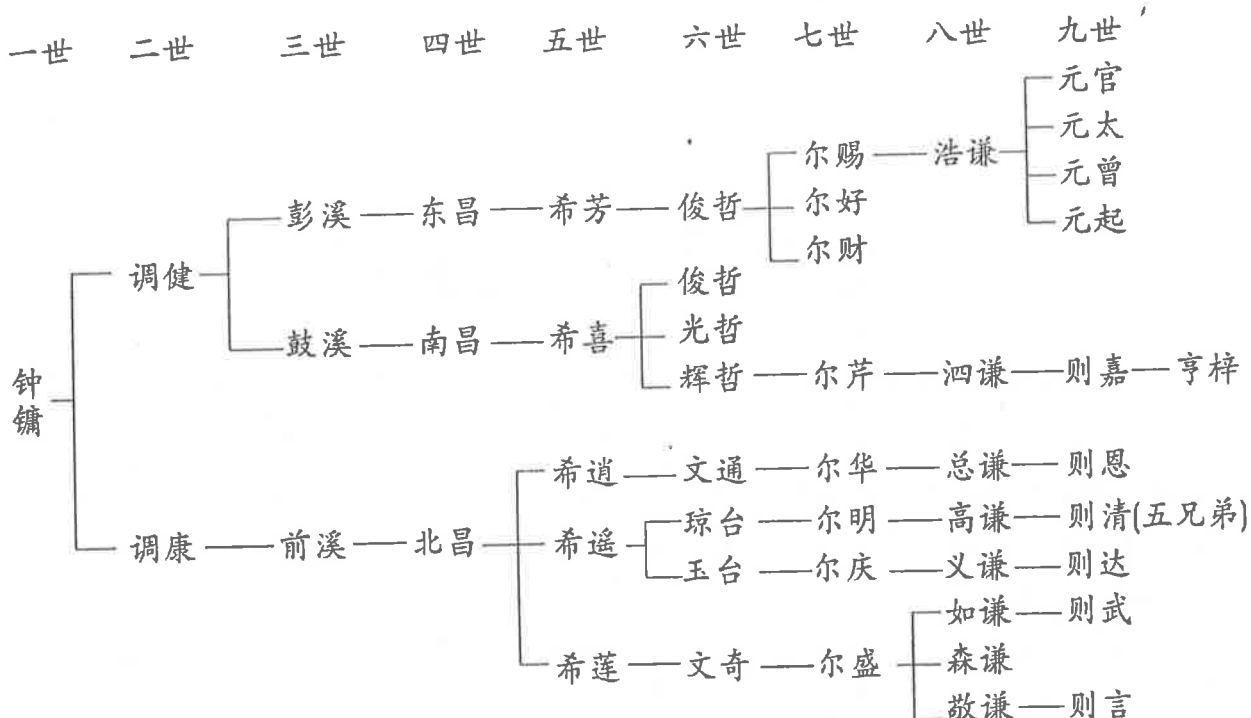 一世 二世 三世 四世 五世 六世 七世 八世 九世
元官
元太
尔赐 浩谦
元曾
彭溪 东昌 希芳 俊哲 尔好
元起
尔财
调健
俊哲
光哲
鼓溪 南昌 希喜
辉哲 尔芹 泗谦 则嘉 亨梓
钟
镛
希逍 文通 尔华 总谦 则恩
琼台 尔明 高谦 则清(五兄弟)
调康 前溪 北昌 希遥
玉台 尔庆 义谦 则达
如谦 则武
希莲 文奇 尔盛 森谦
敬谦 则言